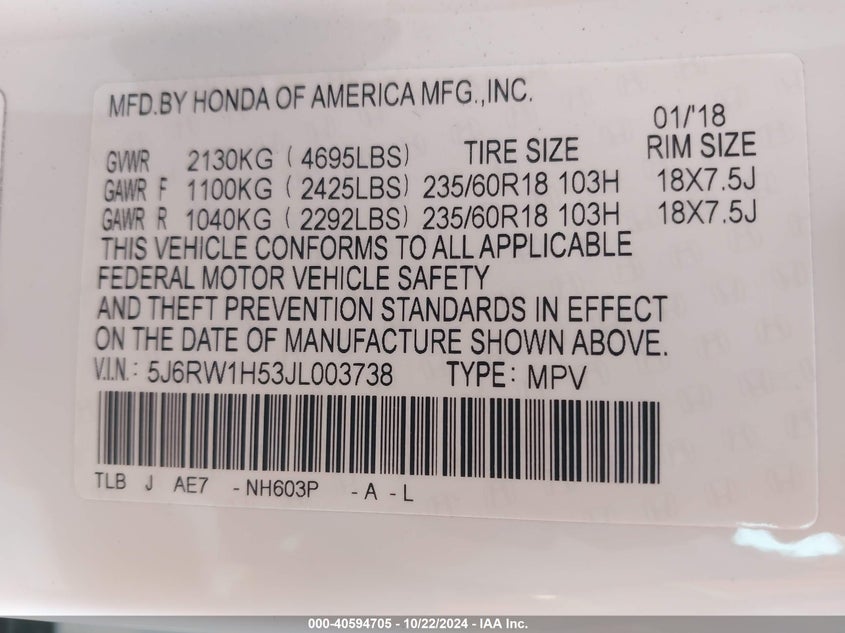 MFD.BY HONDA OF AMERICA MFG.,INC.
01/'18
GVWR 2130KG ( 4695LBS) TIRE SIZE RIM SIZE
GAWR F 1100KG ( 2425LBS) 235/60R18 103H 18X7.5J
GAWR R 1040KG ( 2292LBS) 235/60R18 103H 18X7.5J
THIS VEHICLE CONFORMS TO ALL APPLICABLE
FEDERAL MOTOR VEHICLE SAFETY
AND THEFT PREVENTION STANDARDS IN EFFECT
ON THE DATE OF MANUFACTURE SHOWN ABOVE.
V.I.N.: 5J6RW1H53JL003738 TYPE: MPV
TLB J AE7 -NH603P -A -L
000-40594705 - 10/22/2024 - IAA Inc.